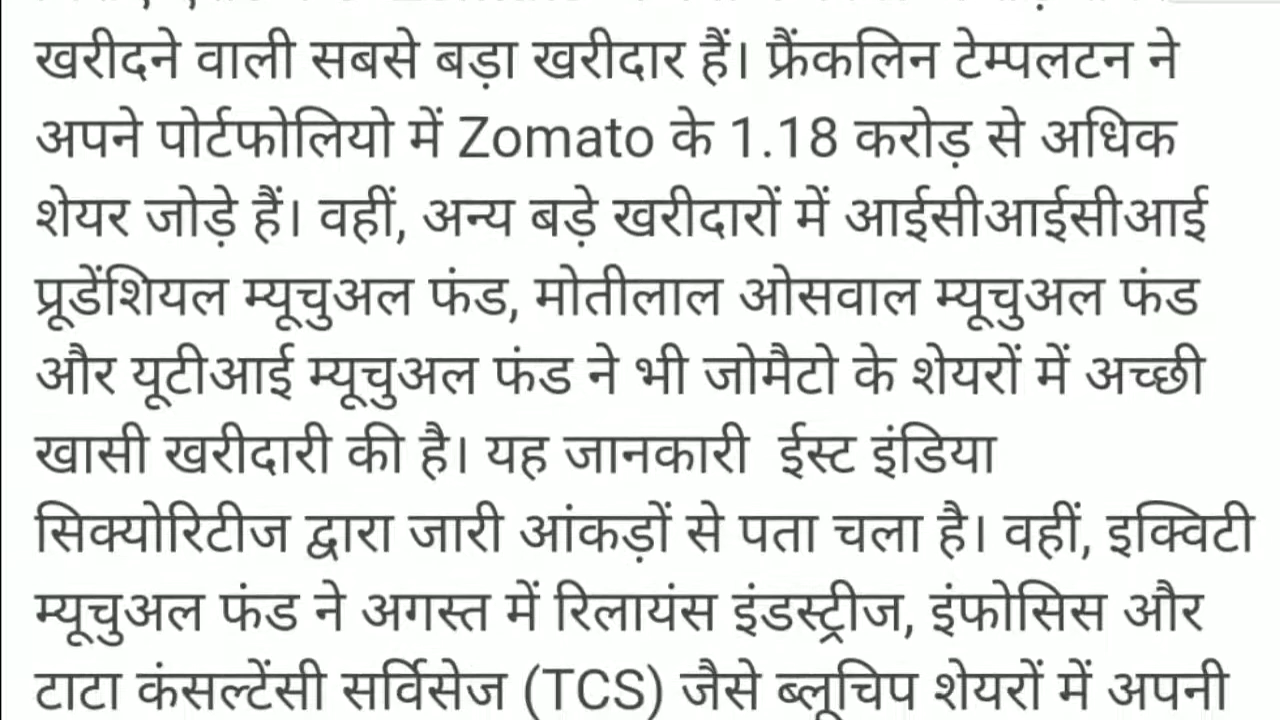 खरीदने वाली सबसे बड़ा खरीदार हैं। फ्रैंकलिन टेम्पलटन ने
अपने पोर्टफोलियो में Zomato के 1.18 करोड़ से अधिक
शेयर जोड़े हैं। वहीं, अन्य बड़े खरीदारों में आईसीआईसीआई
प्रूडेंशियल म्यूचुअल फंड, मोतीलाल ओसवाल म्यूचुअल फंड
और यूटीआई म्यूचुअल फंड ने भी जोमैटो के शेयरों में अच्छी
खासी खरीदारी की है। यह जानकारी ईस्ट इंडिया
सिक्योरिटीज द्वारा जारी आंकड़ों से पता चला है। वहीं, इक्विटी
म्यूचुअल फंड ने अगस्त में रिलायंस इंडस्ट्रीज, इंफोसिस और
टाटा कंसल्टेंसी सर्विसेज (TCS) जैसे ब्लूचिप शेयरों में अपनी